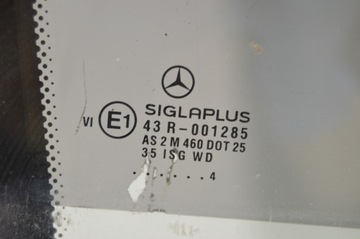 SIGLAPLUS
VI E1 43 R-001285
AS 2 M 460 DOT 25
35 ISG WD
. ...... 4